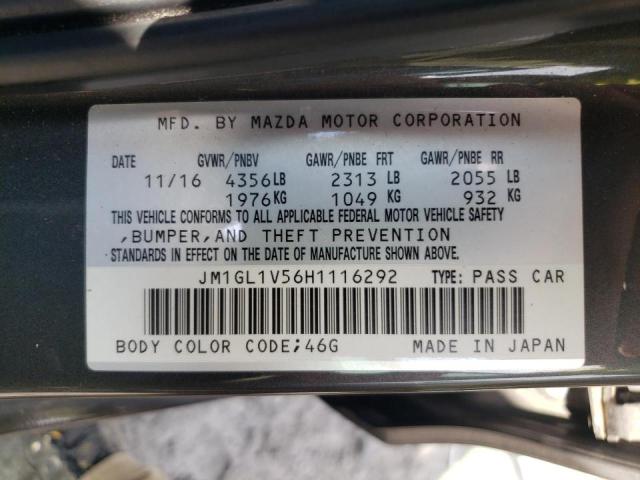 MFD. BY MAZDA MOTOR CORPORATION
DATE GVWR/PNBV GAWR/PNBE FRT GAWR/PNBE RR
11/16 4356LB 2313 LB 2055 LB
1976KG 1049 KG 932 KG
THIS VEHICLE CONFORMS TO ALL APPLICABLE FEDERAL MOTOR VEHICLE SAFETY
,BUMPER,AND THEFT PREVENTION
STANDARDS IN EFFECT ON THE DATE OF MANUFACTURE SHOWN ABOVE.
JM1GL1V56H1116292 TYPE: PASS CAR
BODY COLOR CODE;46G MADE IN JAPAN